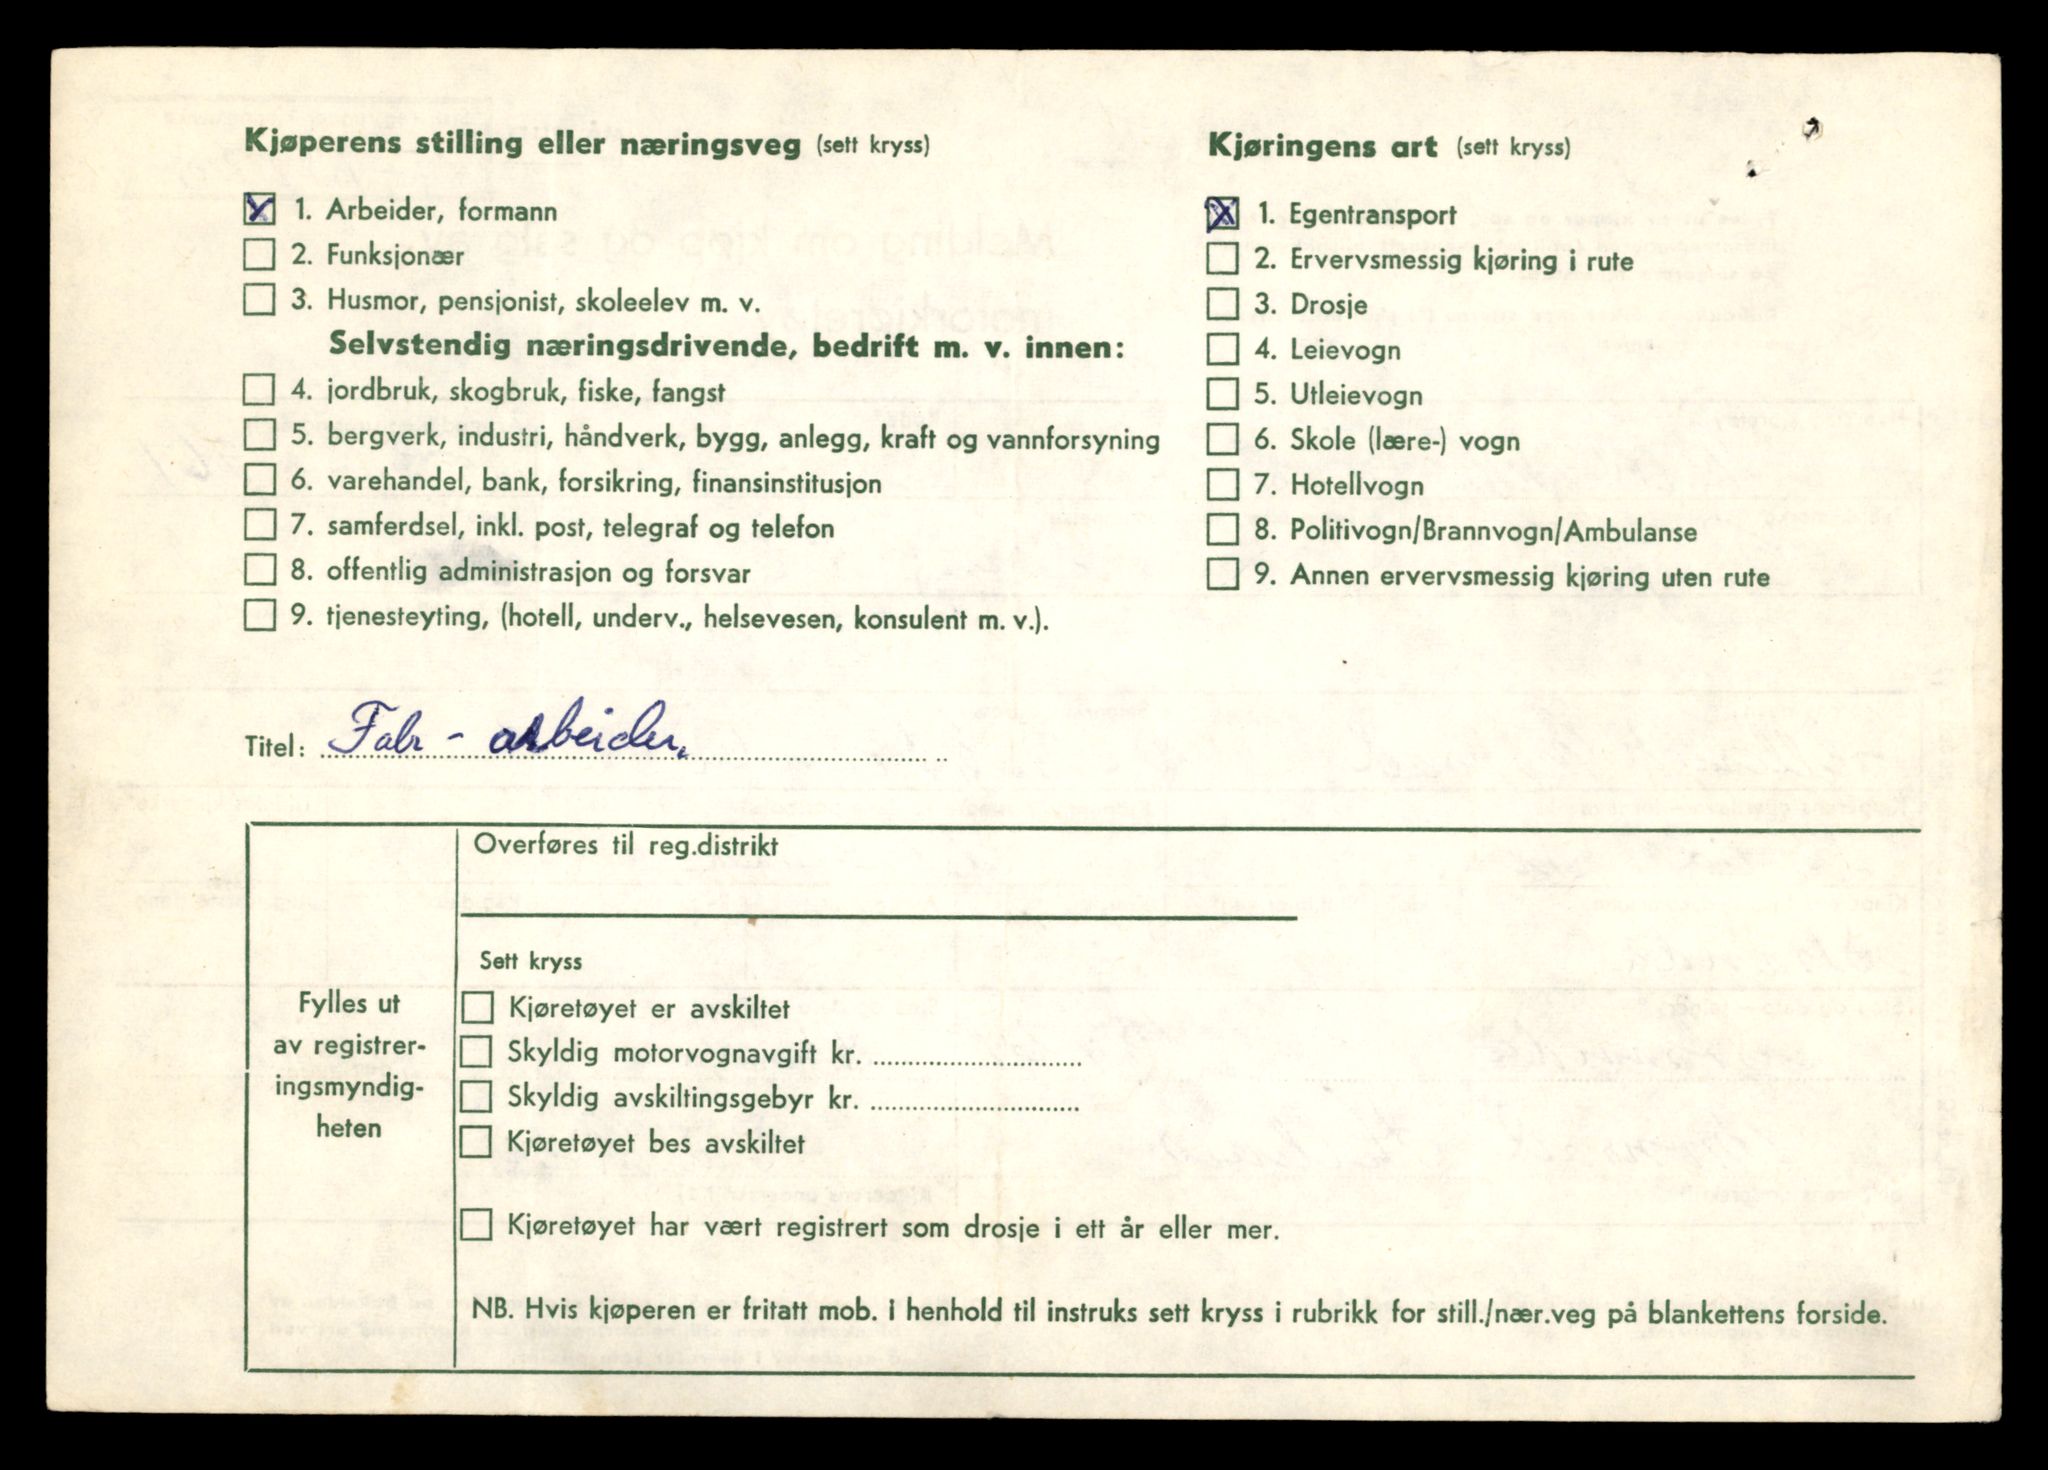 Kjøperens stilling eller næringsveg (sett kryss)
1. Arbeider, formann
2. Funksjonær
3. Husmor, pensjonist, skoleelev m. v.
Selvstendig næringsdrivende, bedrift m. v. innen:
4. jordbruk, skogbruk, fiske, fangst
5. bergverk, industri, håndverk, bygg, anlegg, kraft og vannforsyning
6. varehandel, bank, forsikring, finansinstitusjon
7. samferdsel, inkl. post, telegraf og telefon
8. offentlig administrasjon og forsvar
9. tjenesteyting, (hotell, underv., helsevesen, konsulent m. v.).
Kjøringens art (sett kryss)
1. Egentransport
2. Ervervsmessig kjøring i rute
3. Drosje
4. Leievogn
5. Utleievogn
6. Skole (lære-) vogn
7. Hotellvogn
8. Politivogn/Brannvogn/Ambulanse
9. Annen ervervsmessig kjøring uten rute
Titel: Fabr - arbeider.
Fylles ut
av registrer-
ingsmyndig-
heten
Overføres til reg.distrikt
Sett kryss
Kjøretøyet er avskiltet
Skyldig motorvognavgift kr.
Skyldig avskiltingsgebyr kr.
Kjøretøyet bes avskiltet
Kjøretøyet har vært registrert som drosje i ett år eller mer.
NB. Hvis kjøperen er fritatt mob. i henhold til instruks sett kryss i rubrikk for still./nær.veg på blankettens forside.